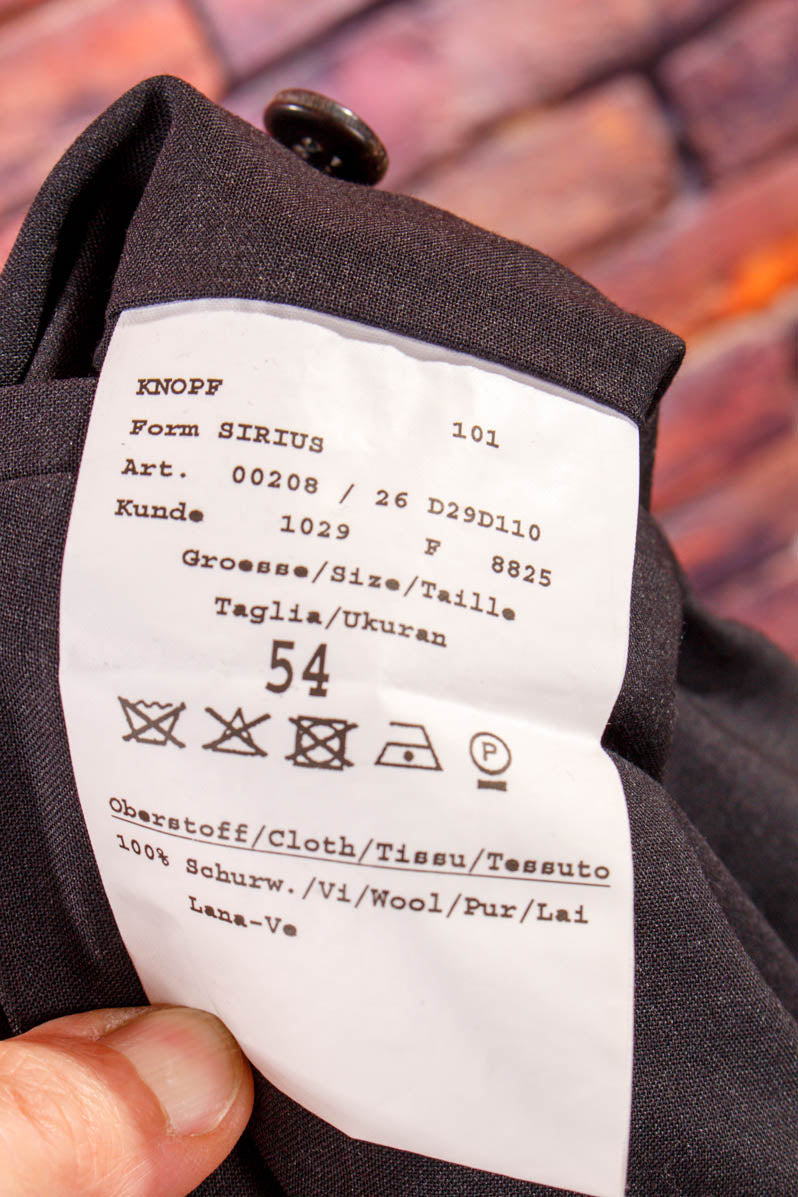 KNOPF
Form SIRIUS 101
Art. 00208 / 26 D29D110
Kunde 1029 F 8825
Groesse/Size/Taille
Taglia/Ukuran
54
P
Oberstoff/Cloth/Tissu/Tessuto
100% Schurw./Vi/Wool/Pur/Lai
Lana-Ve